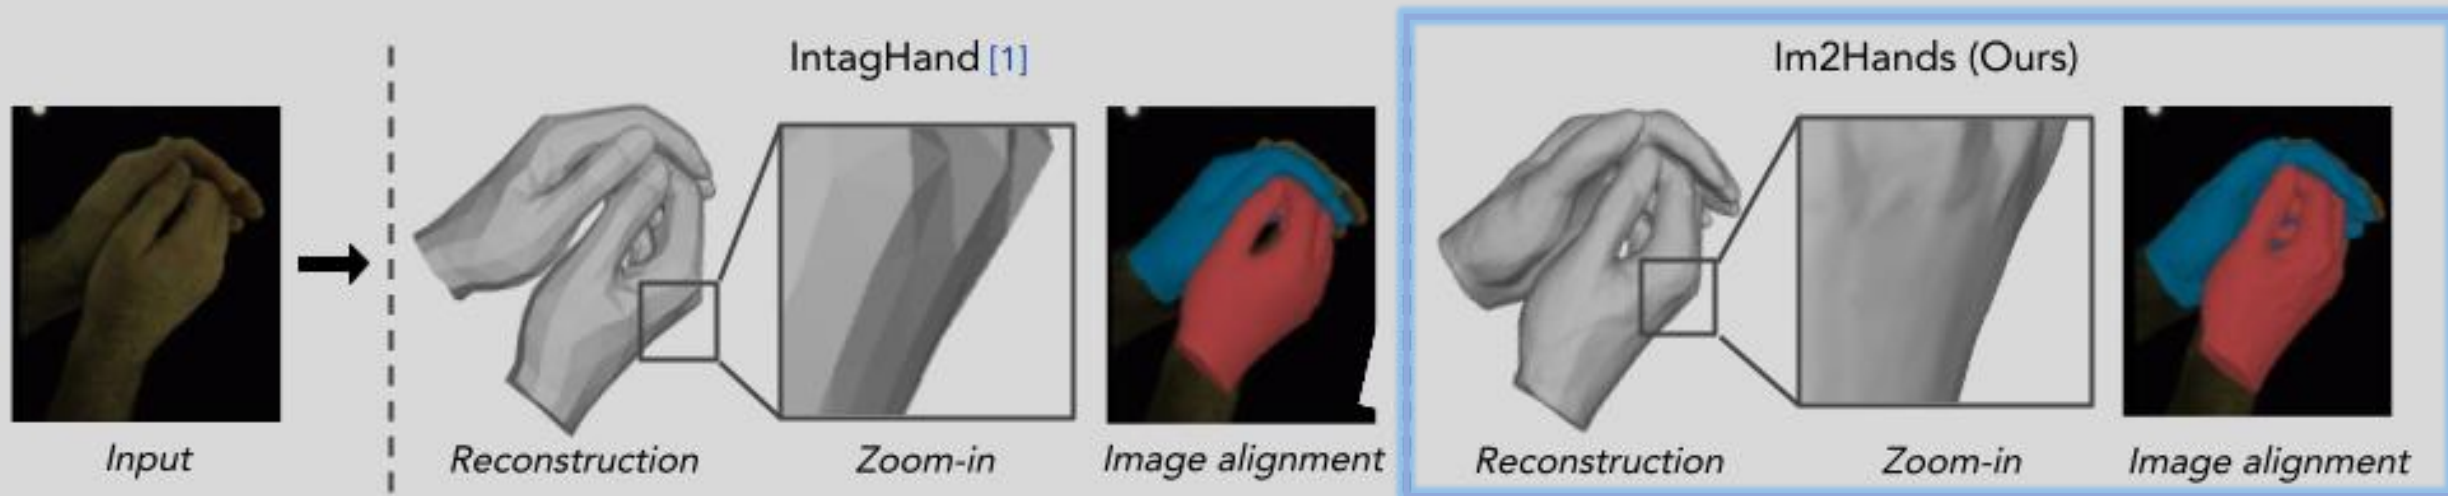 IntagHand [1]
Im2Hands (Ours)
Input
Reconstruction
Zoom-in
Image alignment
Reconstruction
Zoom-in
Image alignment